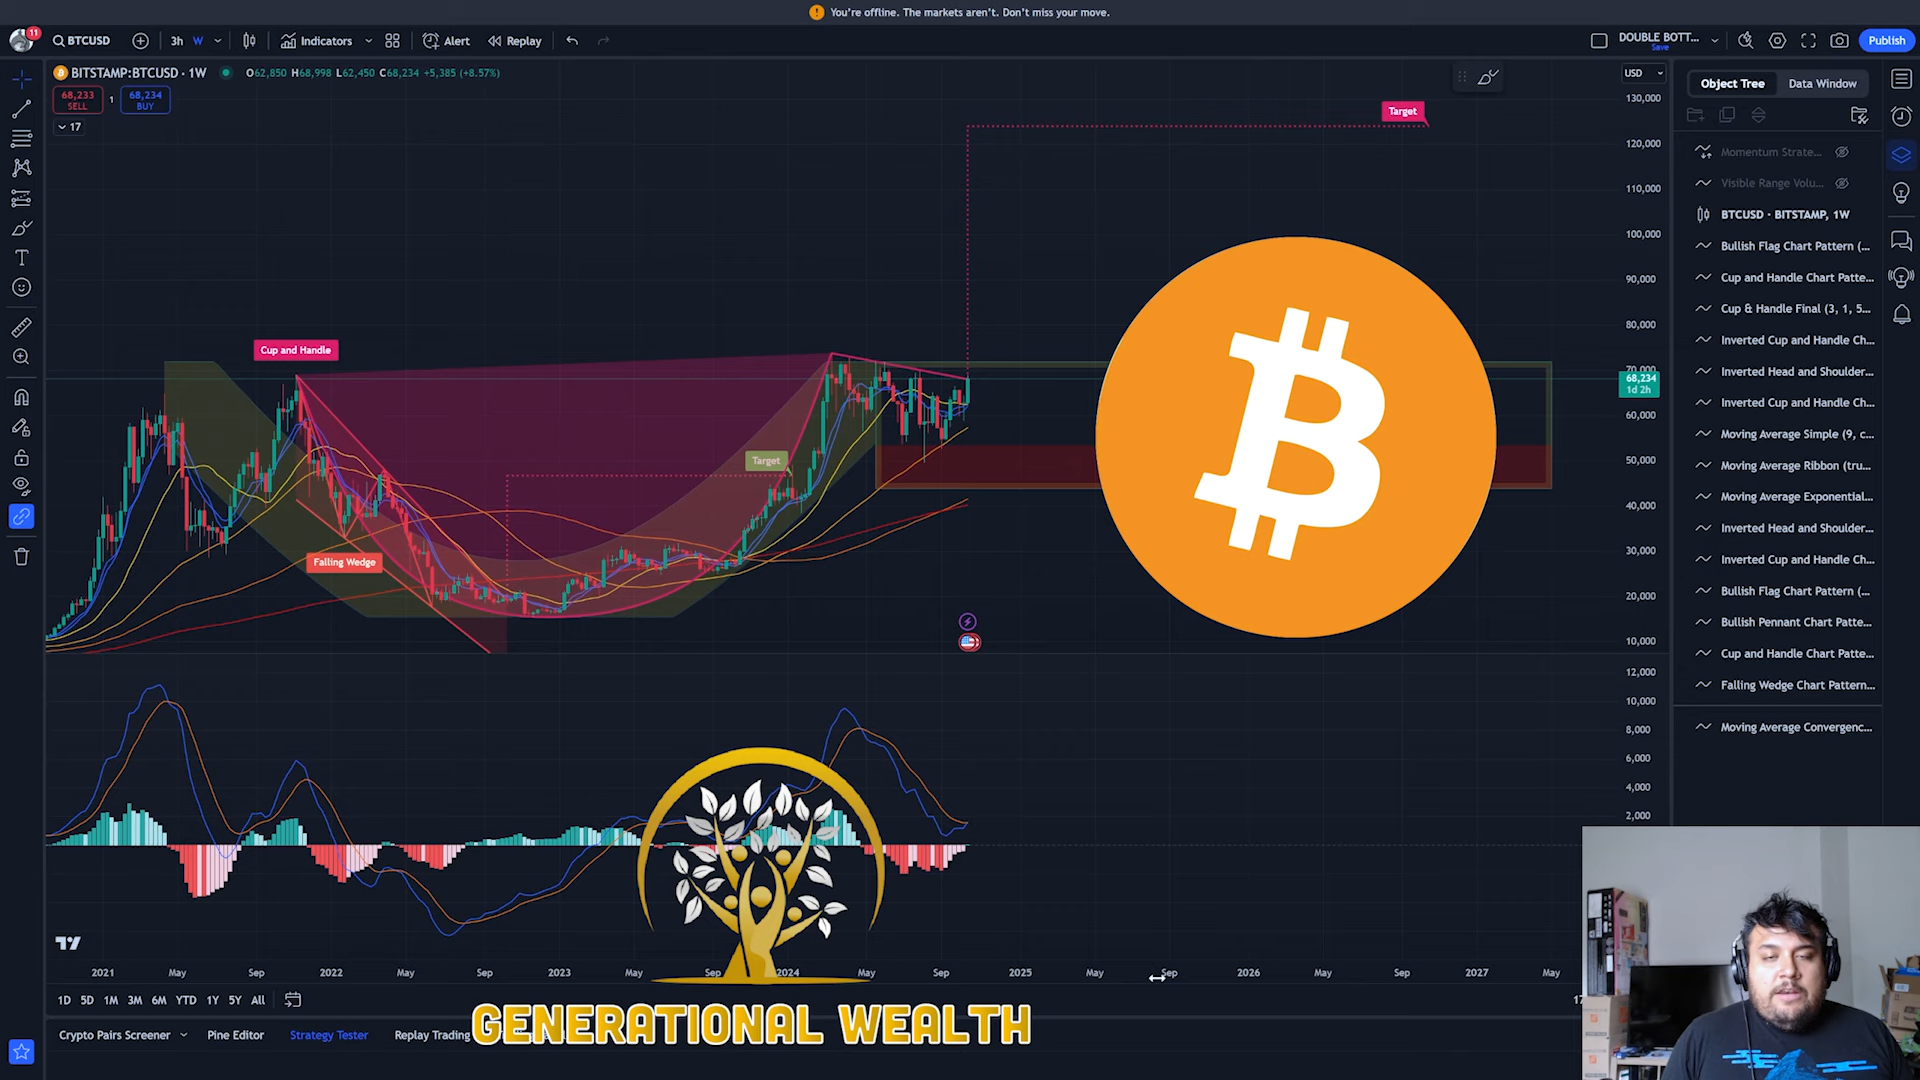 You're offline. The markets aren't. Don't miss your move.
11
BTCUSD
3h
W
Indicators
Alert
Replay
DOUBLE BOTT...
Save
Publish
BITSTAMP:BTCUSD · 1W
O62,850 H68,998 L62,450 C68,234 +5,385 (+8.57%)
68,233
SELL
1
68,234
BUY
17
USD
Object Tree
Data Window
Momentum Strate...
Visible Range Volu...
BTCUSD · BITSTAMP, 1W
Bullish Flag Chart Pattern (...
Cup and Handle Chart Patte...
Cup & Handle Final (3, 1, 5...
Inverted Cup and Handle Ch...
Inverted Head and Shoulder...
Inverted Cup and Handle Ch...
Moving Average Simple (9, c...
Moving Average Ribbon (tru...
Moving Average Exponential...
Inverted Head and Shoulder...
Inverted Cup and Handle Ch...
Bullish Flag Chart Pattern (...
Bullish Pennant Chart Patte...
Cup and Handle Chart Patte...
Falling Wedge Chart Pattern...
Moving Average Convergenc...
Target
Cup and Handle
Target
Falling Wedge
130,000
120,000
110,000
100,000
90,000
80,000
70,000
68,234
1d 2h
60,000
50,000
40,000
30,000
20,000
10,000
12,000
10,000
8,000
6,000
4,000
2,000
2021
May
Sep
2022
May
Sep
2023
May
Sep
2024
May
Sep
2025
May
Sep
2026
May
Sep
2027
May
1D
5D
1M
3M
6M
YTD
1Y
5Y
All
17
Crypto Pairs Screener
Pine Editor
Strategy Tester
Replay Trading
GENERATIONAL WEALTH